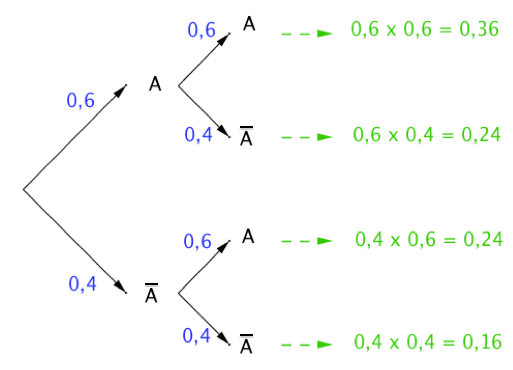 0,6 A 0,6 x 0,6 = 0,36
0,6 A
0,4 A̅ 0,6 x 0,4 = 0,24
0,6 A 0,4 x 0,6 = 0,24
0,4 A̅
0,4 A̅ 0,4 x 0,4 = 0,16